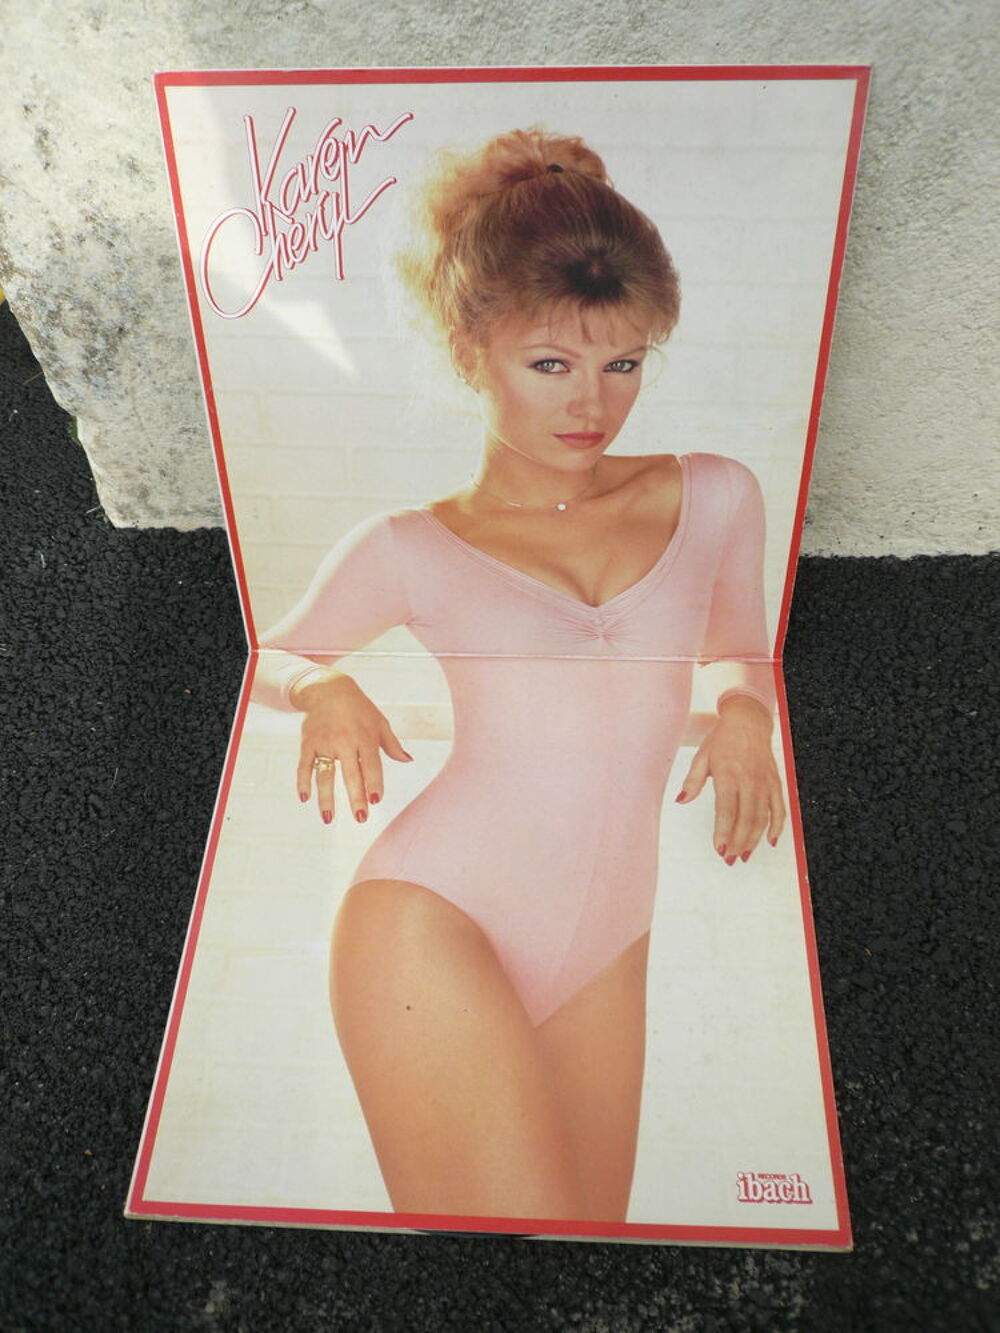 Karen
Cheryl
RECORDS
ibach